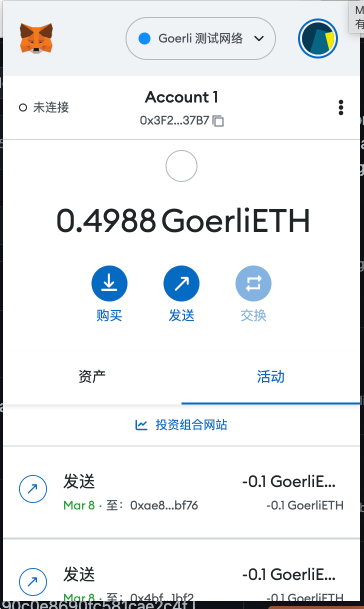 Goerli 测试网络
未连接
Account 1
0x3F2...37B7
0.4988 GoerliETH
购买
发送
交换
资产
活动
投资组合网站
发送
-0.1 GoerliE...
Mar 8 · 至： 0xae8...bf76
-0.1 GoerliETH
发送
-0.1 GoerliE...
Mar 8 · 至： 0x4bf...1bf2
-0.1 GoerliETH